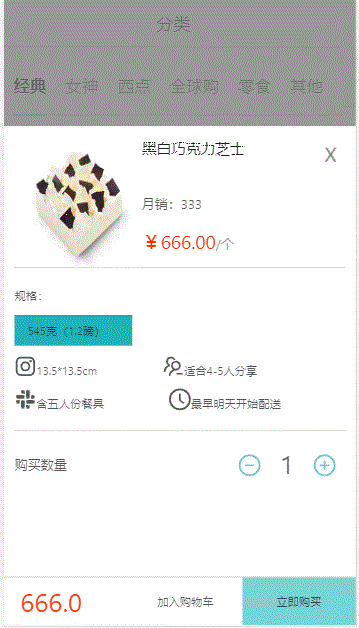 分类
经典 女神 西点 全球购 零食 其他
黑白巧克力芝士 X
月销：333
￥666.00/个
规格：
545克（1.2磅）
13.5*13.5cm 适合4-5人分享
含五人份餐具 最早明天开始配送
购买数量 1
666.0 加入购物车 立即购买